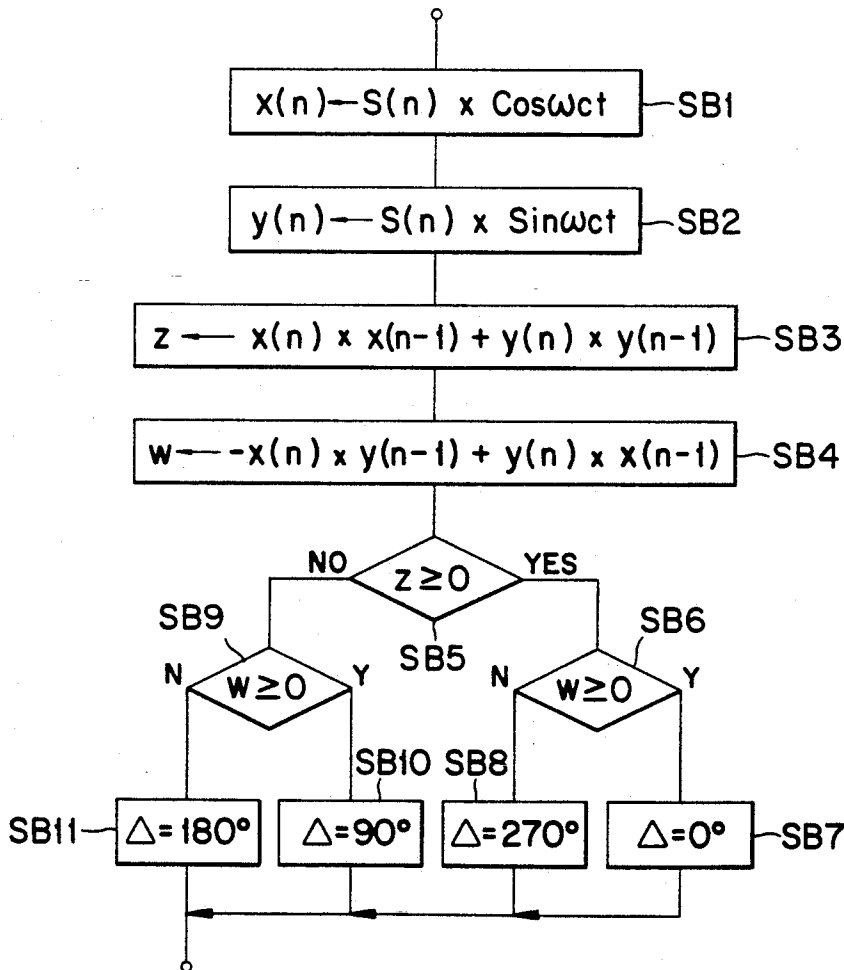 x(n)←S(n) x Cosωct
SB1
y(n)←S(n) x Sinωct
SB2
z ← x(n) x x(n-1) + y(n) x y(n-1)
SB3
w←-x(n) x y(n-1) + y(n) x x(n-1)
SB4
NO
z≥0
YES
SB5
SB9
N
w≥0
Y
SB6
N
w≥0
Y
SB10
SB8
SB11
△=180°
△=90°
△=270°
△=0°
SB7